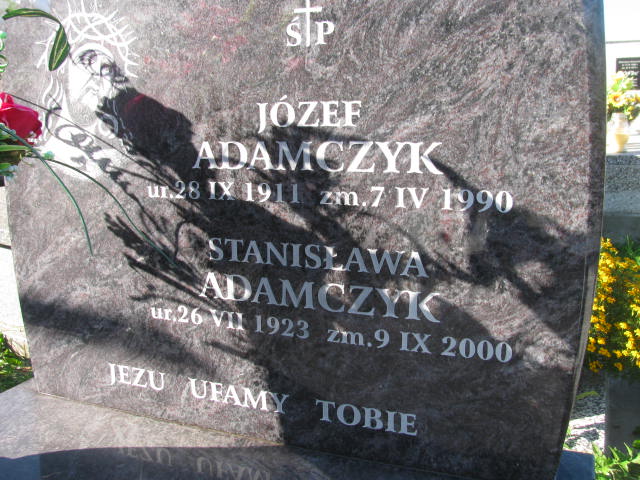 ŚP
JÓZEF
ADAMCZYK
ur.28 IX 1911 zm.7 IV 1990
STANISŁAWA
ADAMCZYK
ur.26 VII 1923 zm.9 IX 2000
JEZU UFAMY TOBIE